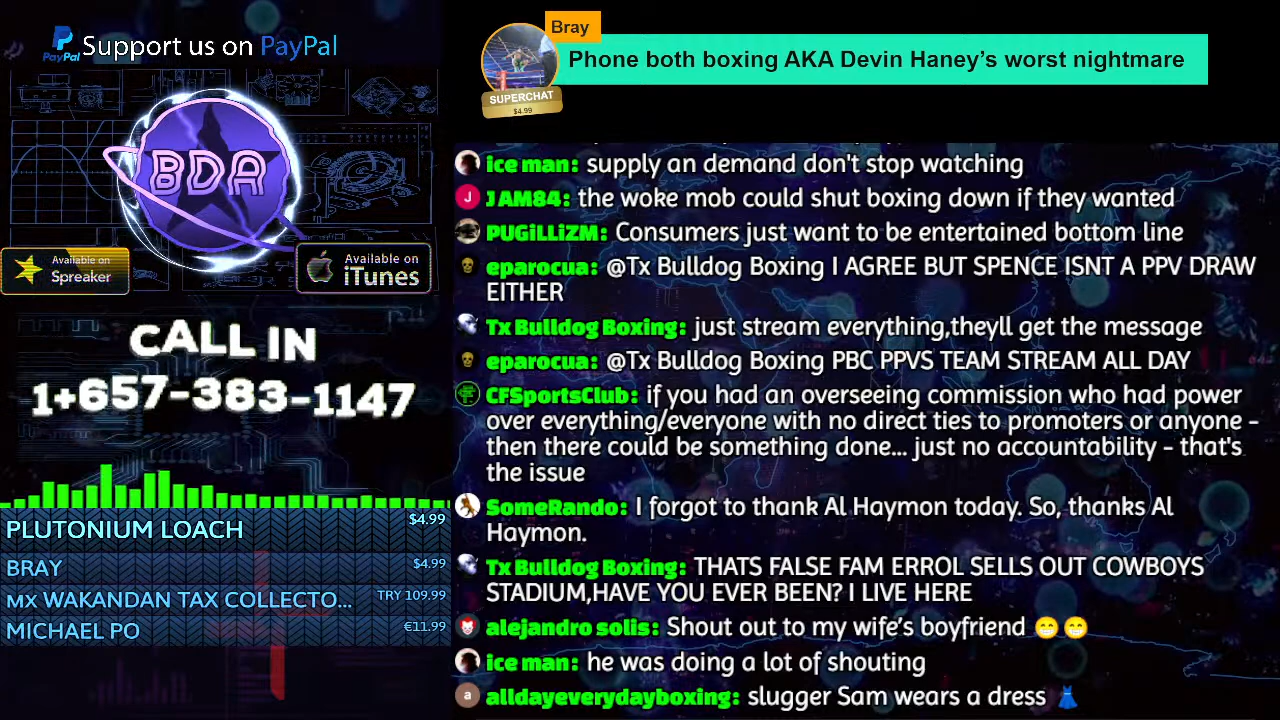 PayPal
Support us on PayPal
BDA
Available on
Spreaker
Available on
iTunes
CALL IN
1+657-383-1147
PLUTONIUM LOACH $4.99
BRAY $4.99
MX WAKANDAN TAX COLLECTO... TRY 109.99
MICHAEL PO €11.99
Bray
Phone both boxing AKA Devin Haney’s worst nightmare
SUPERCHAT
$4.99
ice man: supply an demand don't stop watching
J
J AM84: the woke mob could shut boxing down if they wanted
PUGiLLiZM: Consumers just want to be entertained bottom line
eparocua: @Tx Bulldog Boxing I AGREE BUT SPENCE ISNT A PPV DRAW
EITHER
Tx Bulldog Boxing: just stream everything,theyll get the message
eparocua: @Tx Bulldog Boxing PBC PPVS TEAM STREAM ALL DAY
CFSportsClub: if you had an overseeing commission who had power
over everything/everyone with no direct ties to promoters or anyone -
then there could be something done... just no accountability - that's
the issue
SomeRando: I forgot to thank Al Haymon today. So, thanks Al
Haymon.
Tx Bulldog Boxing: THATS FALSE FAM ERROL SELLS OUT COWBOYS
STADIUM,HAVE YOU EVER BEEN? I LIVE HERE
alejandro solis: Shout out to my wife’s boyfriend 😁😁
ice man: he was doing a lot of shouting
a
alldayeverydayboxing: slugger Sam wears a dress 👗